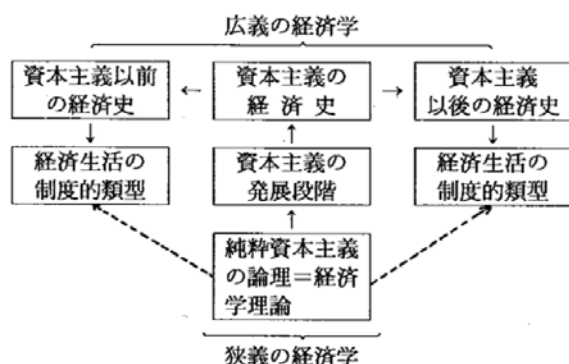 広義の経済学
資本主義以前
の経済史
←
資本主義の
経済史
→
資本主義
以後の経済史
↓
↑
↓
経済生活の
制度的類型
資本主義の
発展段階
経済生活の
制度的類型
↑
純粋資本主義
の論理＝経済
学理論
狭義の経済学